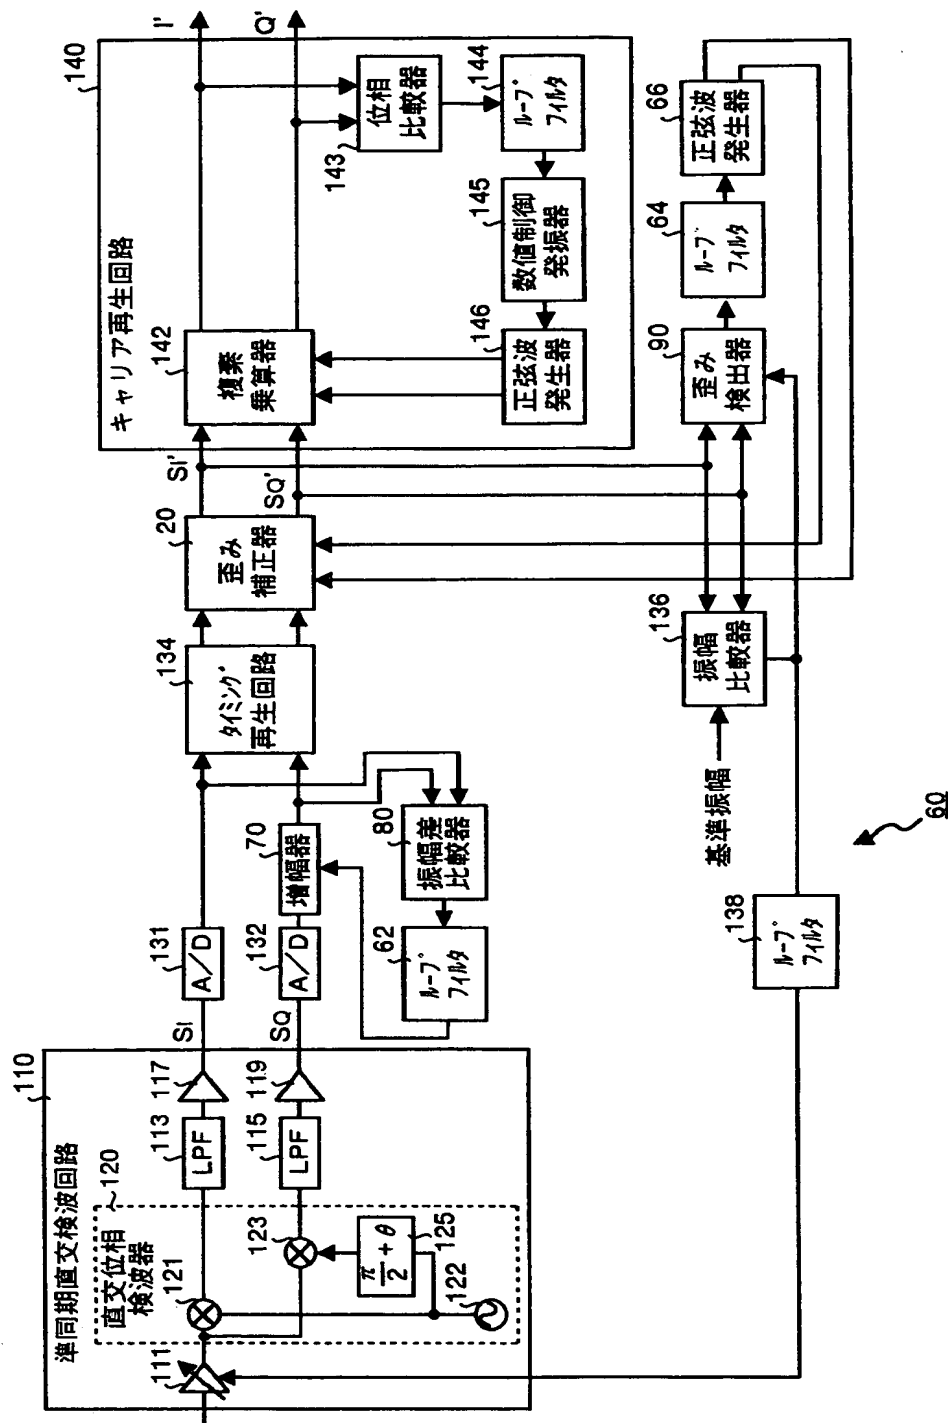 110
準同期直交検波回路
111
直交位相
検波器
120
121
122
123
125
π/2 + θ
113
LPF
115
LPF
117
119
SI
SQ
131
A/D
132
A/D
70
増幅器
80
振幅差
比較器
62
ループ
フィルタ
134
タイミング
再生回路
20
歪み
補正器
SI'
SQ'
140
キャリア再生回路
142
複素
乗算器
143
位相
比較器
144
ループ
フィルタ
145
数値制御
発振器
146
正弦波
発生器
I'
Q'
66
正弦波
発生器
64
ループ
フィルタ
90
歪み
検出器
136
振幅
比較器
基準振幅
138
ループ
フィルタ
60